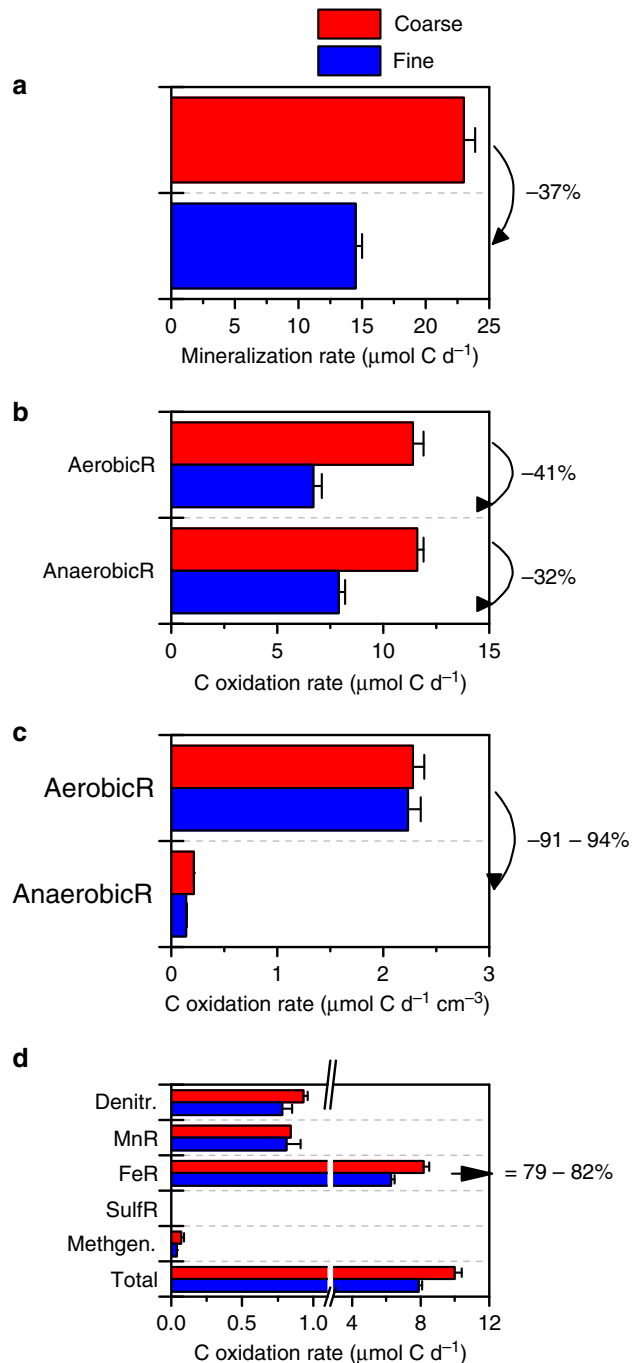 Coarse
Fine
a
–37%
0 5 10 15 20 25
Mineralization rate (μmol C d–1)
b
AerobicR
–41%
AnaerobicR
–32%
0 5 10 15
C oxidation rate (μmol C d–1)
c
AerobicR
–91 – 94%
AnaerobicR
0 1 2 3
C oxidation rate (μmol C d–1 cm–3)
d
Denitr.
MnR
FeR
= 79 – 82%
SulfR
Methgen.
Total
0.0 0.5 1.0 4 8 12
C oxidation rate (μmol C d–1)